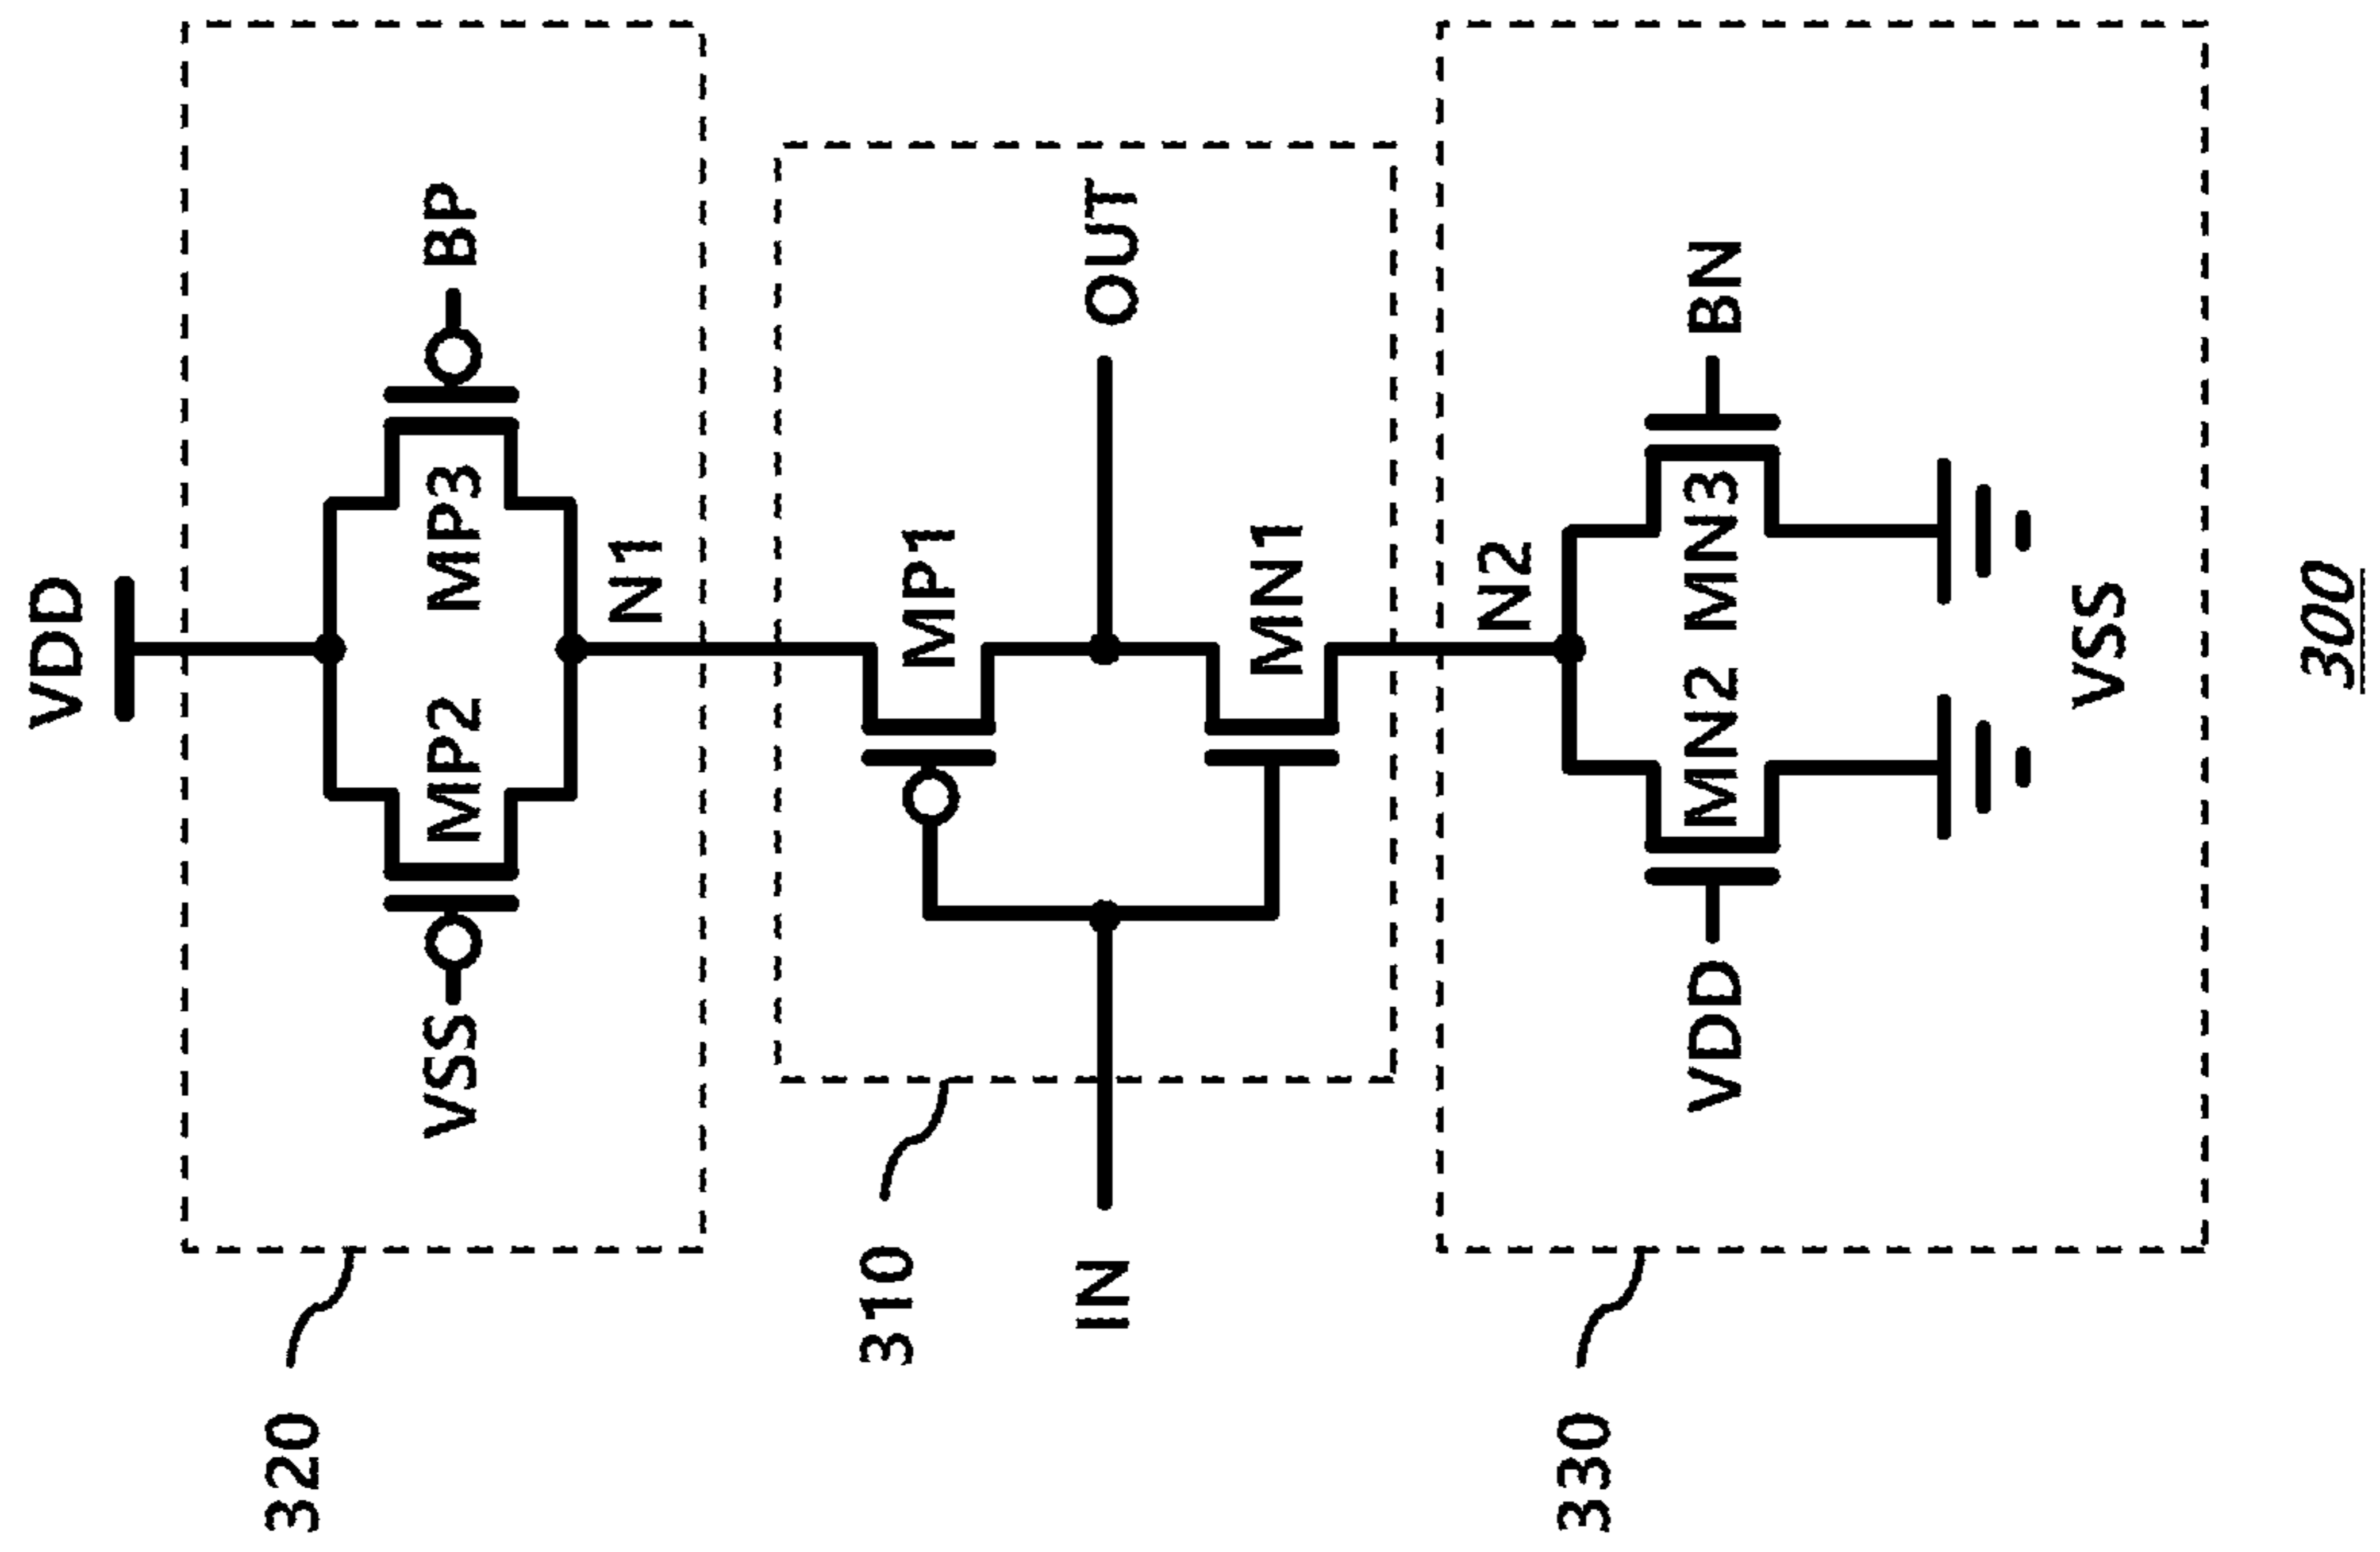 VDD
320
VSS
MP2
MP3
BP
N1
310
MP1
IN
OUT
MN1
N2
330
VDD
MN2
MN3
BN
VSS
300